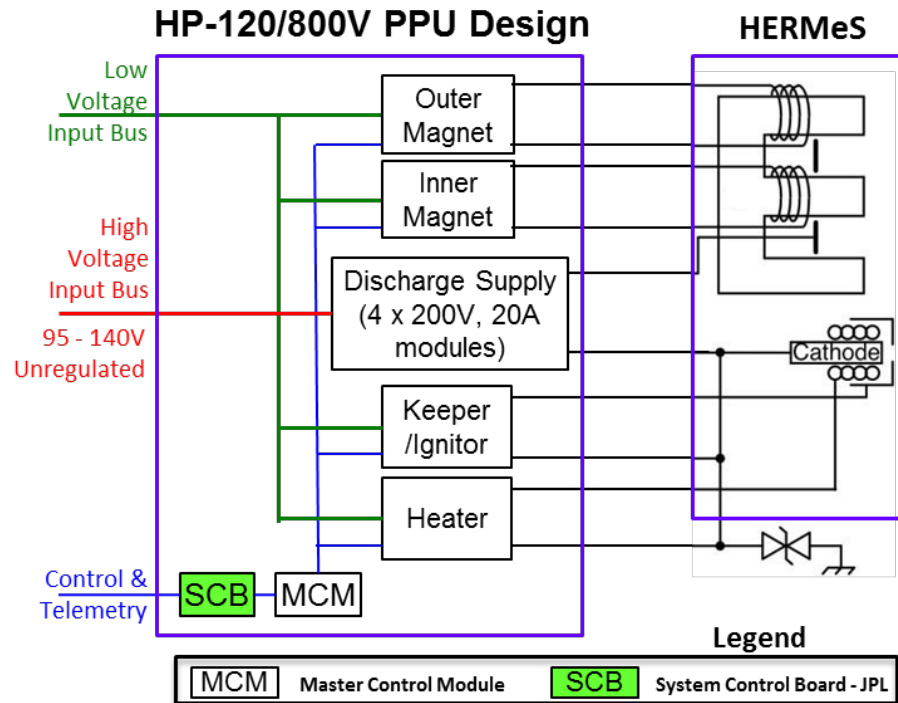 HP-120/800V PPU Design
HERMeS
Low
Voltage
Input Bus
High
Voltage
Input Bus
95 - 140V
Unregulated
Control &
Telemetry
Outer
Magnet
Inner
Magnet
Discharge Supply
(4 x 200V, 20A
modules)
Keeper
/Ignitor
Heater
SCB
MCM
Cathode
Legend
MCM Master Control Module SCB System Control Board - JPL